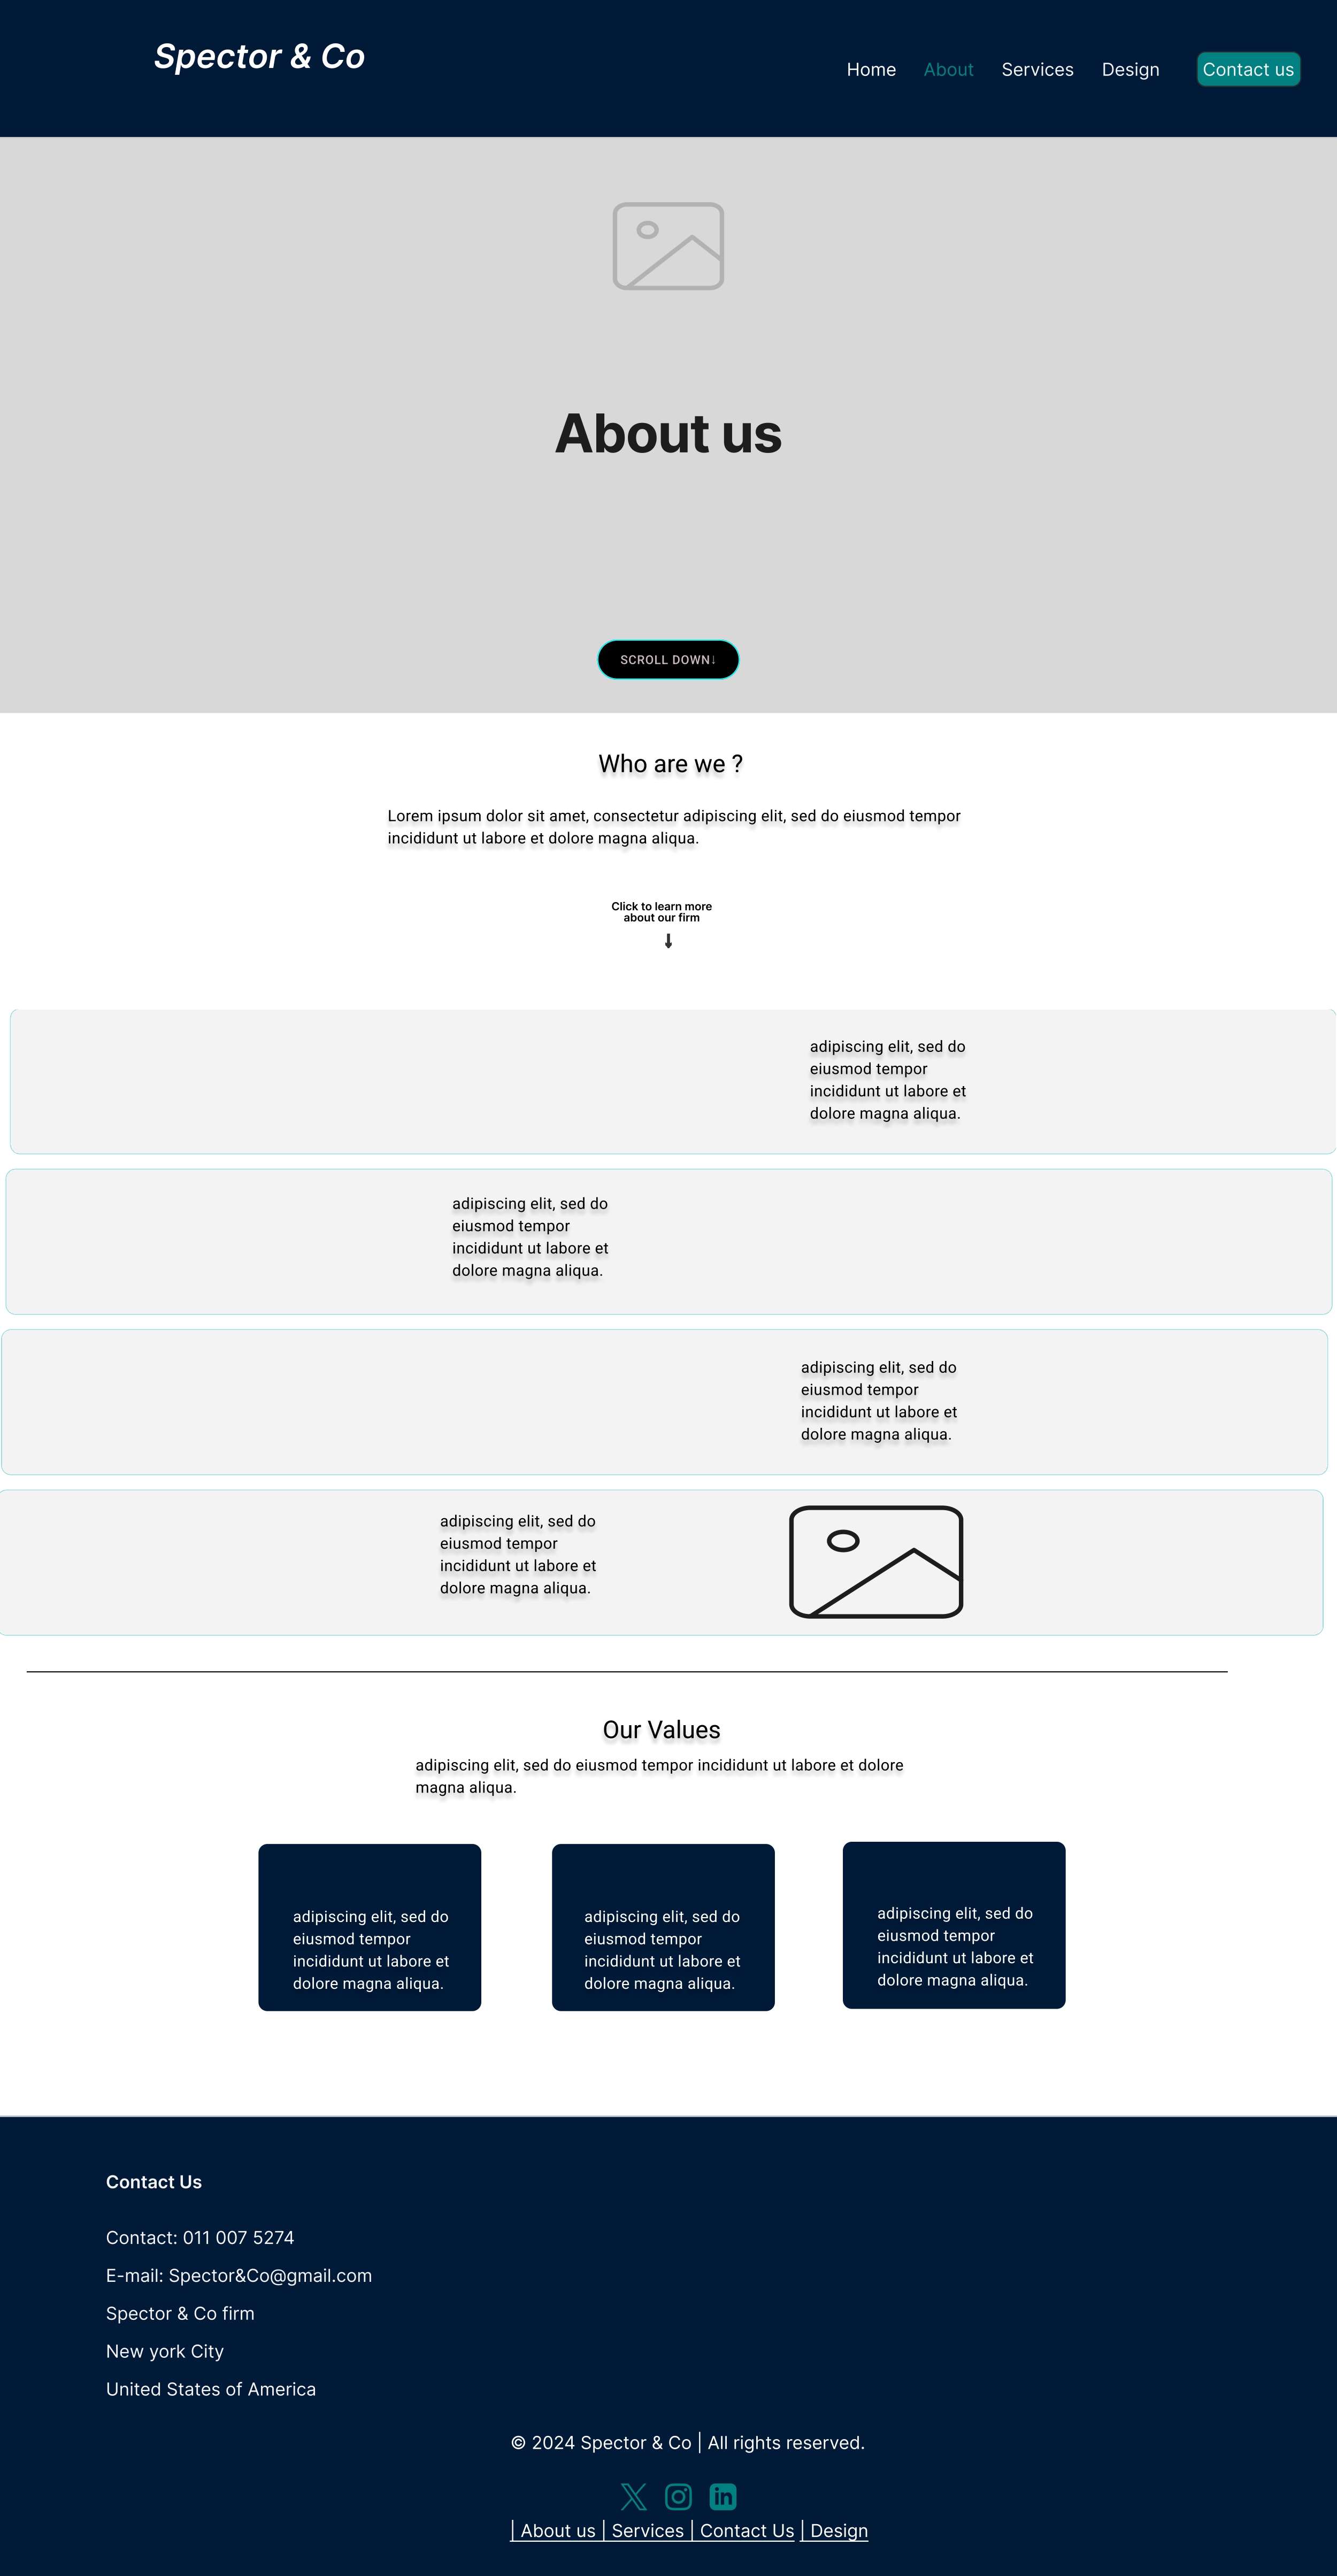 Spector & Co
Home About Services Design Contact us
About us
SCROLL DOWN↓
Who are we ?
Lorem ipsum dolor sit amet, consectetur adipiscing elit, sed do eiusmod tempor
incididunt ut labore et dolore magna aliqua.
Click to learn more
about our firm
adipiscing elit, sed do
eiusmod tempor
incididunt ut labore et
dolore magna aliqua.
adipiscing elit, sed do
eiusmod tempor
incididunt ut labore et
dolore magna aliqua.
adipiscing elit, sed do
eiusmod tempor
incididunt ut labore et
dolore magna aliqua.
adipiscing elit, sed do
eiusmod tempor
incididunt ut labore et
dolore magna aliqua.
Our Values
adipiscing elit, sed do eiusmod tempor incididunt ut labore et dolore
magna aliqua.
adipiscing elit, sed do
eiusmod tempor
incididunt ut labore et
dolore magna aliqua.
adipiscing elit, sed do
eiusmod tempor
incididunt ut labore et
dolore magna aliqua.
adipiscing elit, sed do
eiusmod tempor
incididunt ut labore et
dolore magna aliqua.
Contact Us
Contact: 011 007 5274
E-mail: Spector&Co@gmail.com
Spector & Co firm
New york City
United States of America
© 2024 Spector & Co | All rights reserved.
| About us | Services | Contact Us | Design